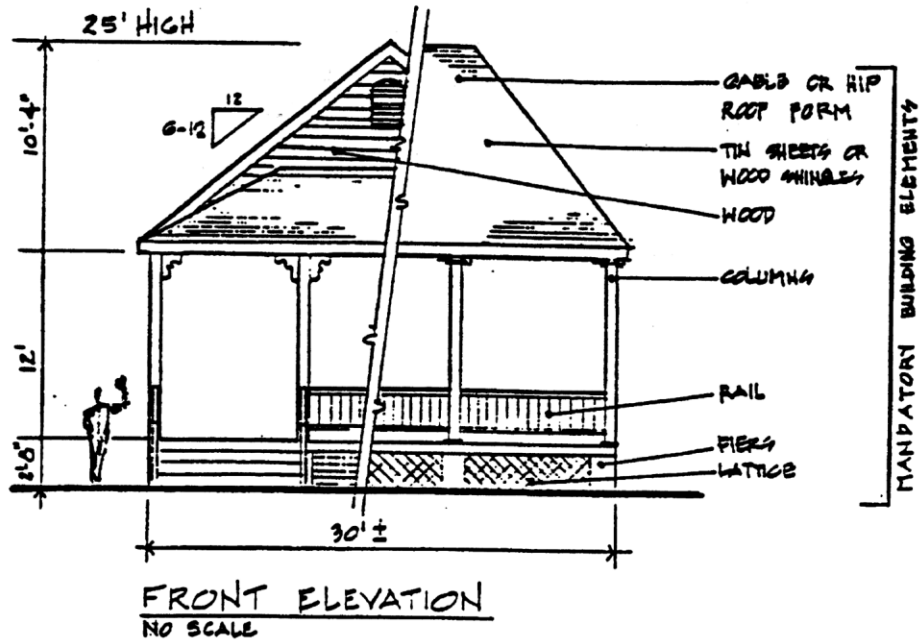 25' HIGH
10'-4"
12
6-12
12'
2'-8"
30' ±
GABLE OR HIP
ROOF FORM
TIN SHEETS OR
WOOD SHINGLES
WOOD
COLUMNS
RAIL
PIERS
LATTICE
MANDATORY BUILDING ELEMENTS
FRONT ELEVATION
NO SCALE